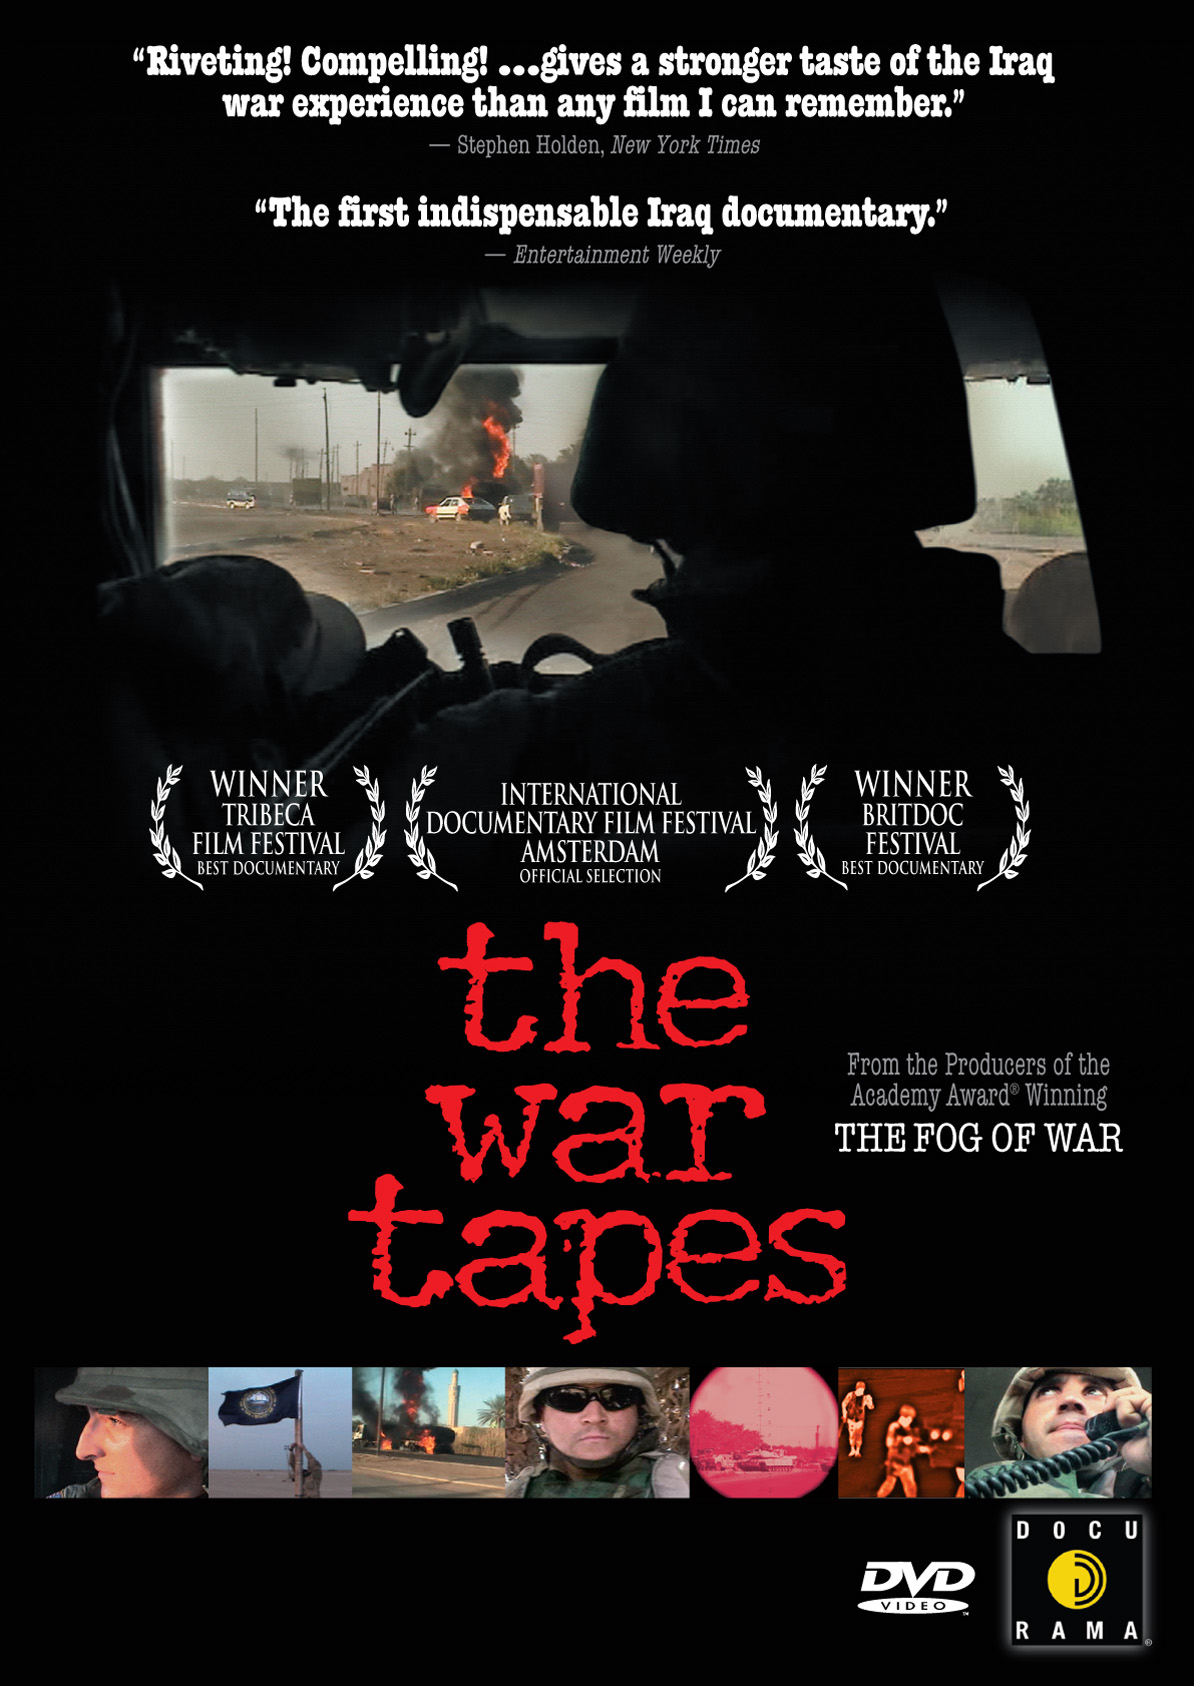 “Riveting! Compelling! ...gives a stronger taste of the Iraq
war experience than any film I can remember.”
— Stephen Holden, New York Times
“The first indispensable Iraq documentary.”
— Entertainment Weekly
WINNER
TRIBECA
FILM FESTIVAL
BEST DOCUMENTARY
INTERNATIONAL
DOCUMENTARY FILM FESTIVAL
AMSTERDAM
OFFICIAL SELECTION
WINNER
BRITDOC
FESTIVAL
BEST DOCUMENTARY
the
war
tapes
From the Producers of the
Academy Award® Winning
THE FOG OF WAR
DVD
VIDEO™
DOCU
RAMA®